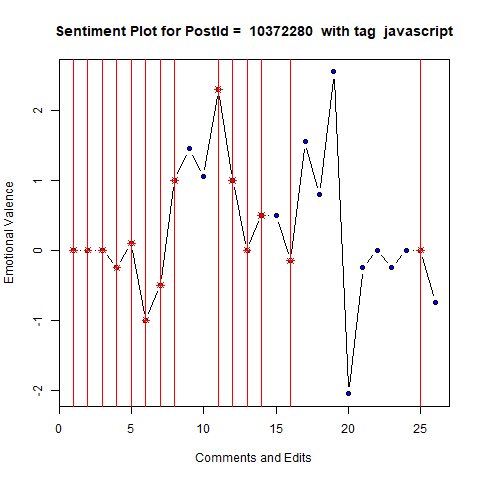 Sentiment Plot for PostId =  10372280  with tag  javascript
Emotional Valence
2
1
0
-1
-2
0 5 10 15 20 25
Comments and Edits